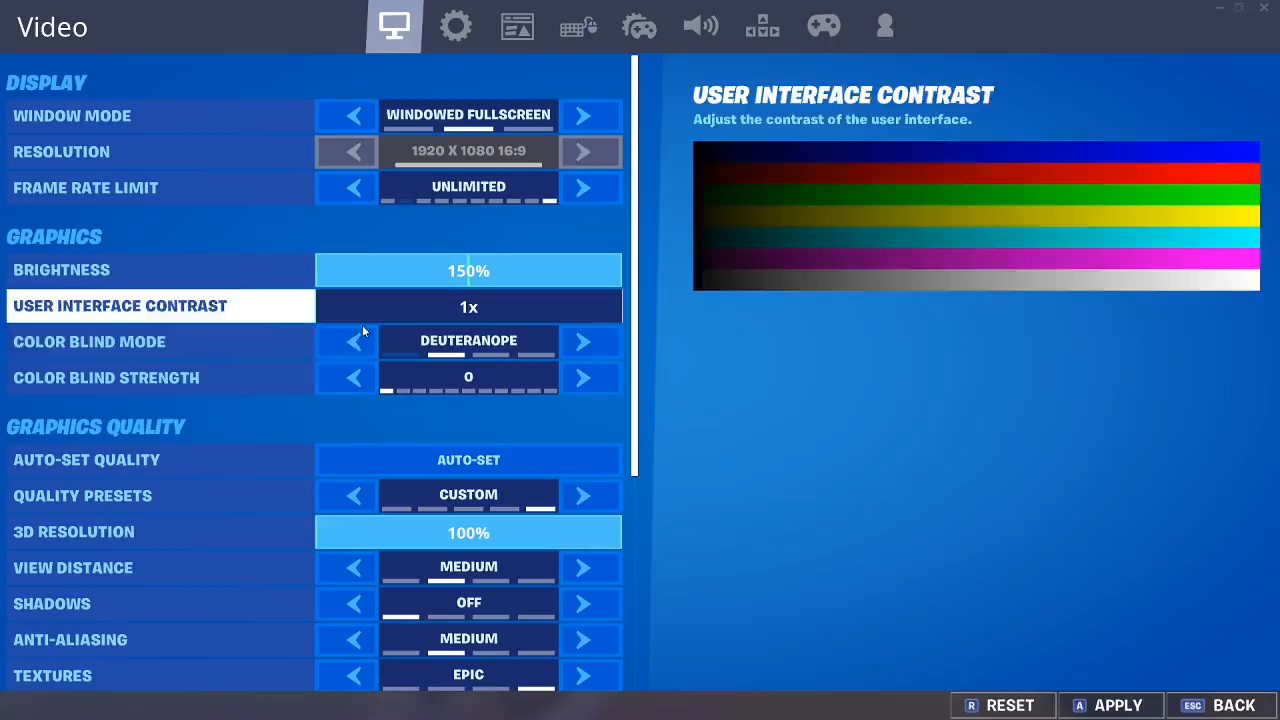 Video
DISPLAY
WINDOW MODE WINDOWED FULLSCREEN
RESOLUTION 1920 X 1080 16:9
FRAME RATE LIMIT UNLIMITED
GRAPHICS
BRIGHTNESS 150%
USER INTERFACE CONTRAST 1x
COLOR BLIND MODE DEUTERANOPE
COLOR BLIND STRENGTH 0
GRAPHICS QUALITY
AUTO-SET QUALITY AUTO-SET
QUALITY PRESETS CUSTOM
3D RESOLUTION 100%
VIEW DISTANCE MEDIUM
SHADOWS OFF
ANTI-ALIASING MEDIUM
TEXTURES EPIC
USER INTERFACE CONTRAST
Adjust the contrast of the user interface.
R RESET A APPLY ESC BACK